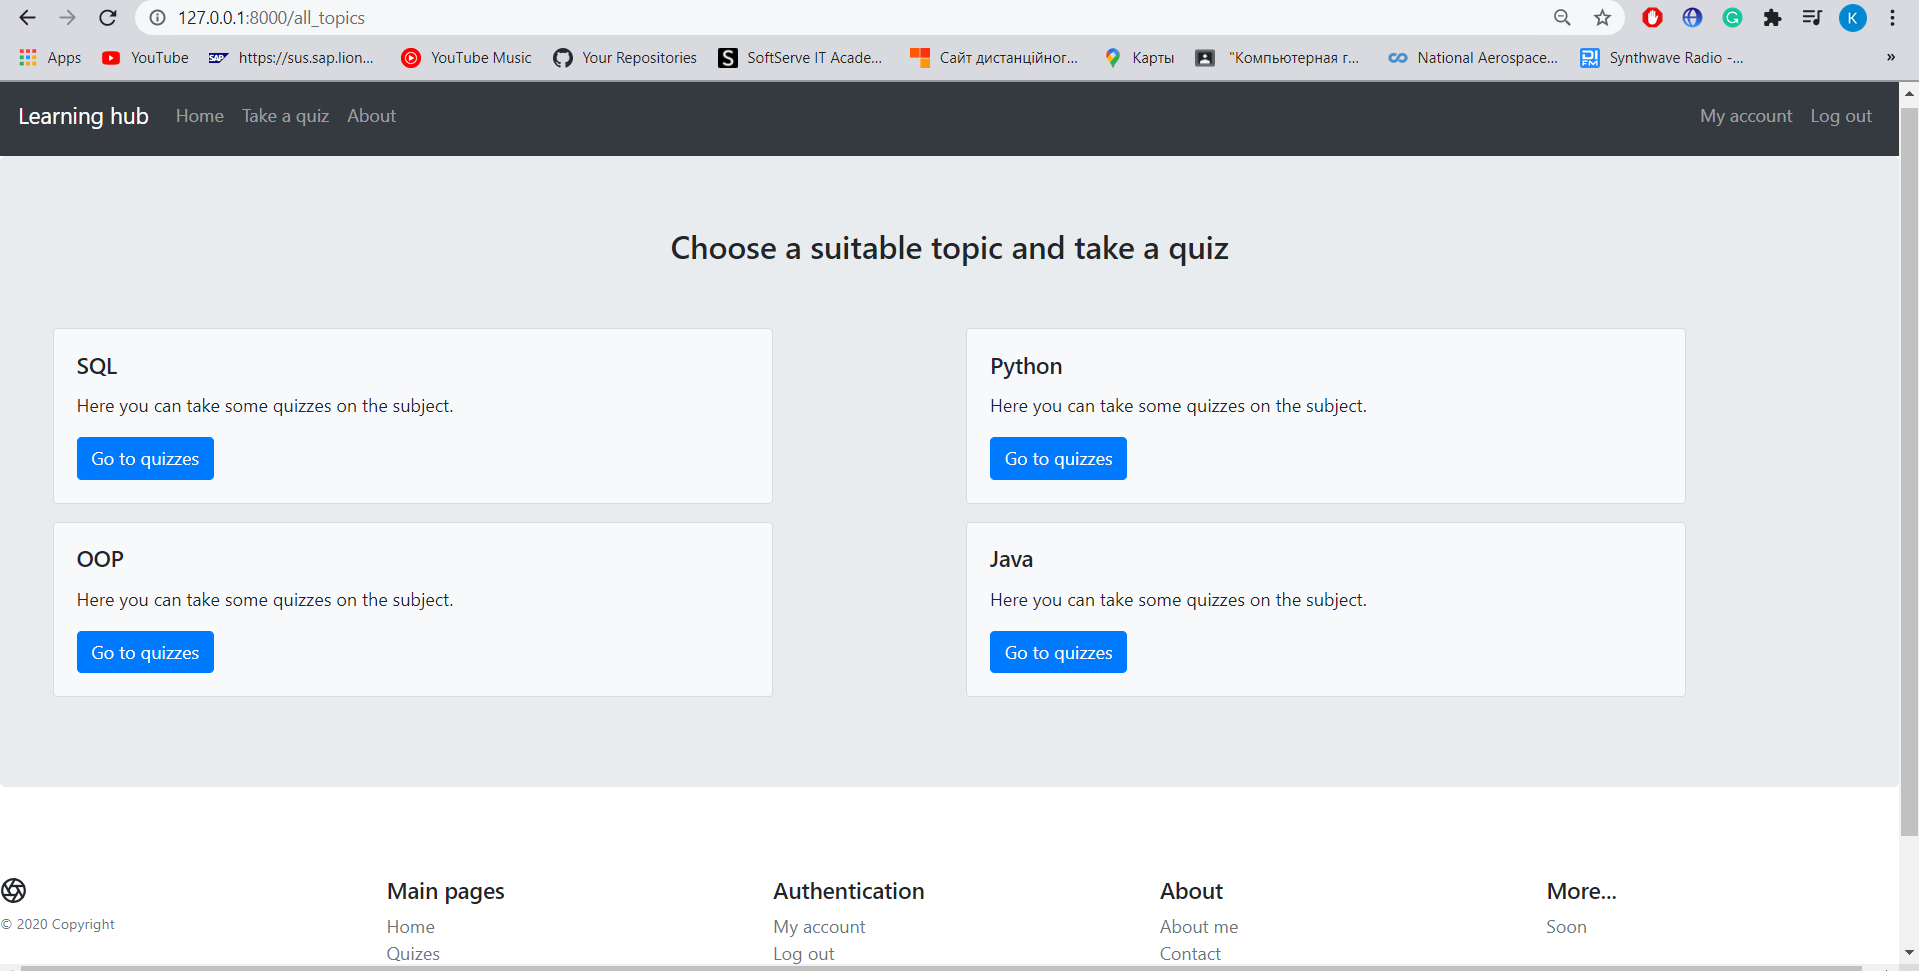 127.0.0.1:8000/all_topics
K
Apps YouTube SAP https://sus.sap.lion... YouTube Music Your Repositories S SoftServe IT Acade... Сайт дистанційног... Карты "Компьютерная г... National Aerospace... DI FM Synthwave Radio -... »
Learning hub Home Take a quiz About My account Log out
Choose a suitable topic and take a quiz
SQL
Here you can take some quizzes on the subject.
Go to quizzes
Python
Here you can take some quizzes on the subject.
Go to quizzes
OOP
Here you can take some quizzes on the subject.
Go to quizzes
Java
Here you can take some quizzes on the subject.
Go to quizzes
© 2020 Copyright
Main pages
Home
Quizes
Authentication
My account
Log out
About
About me
Contact
More...
Soon